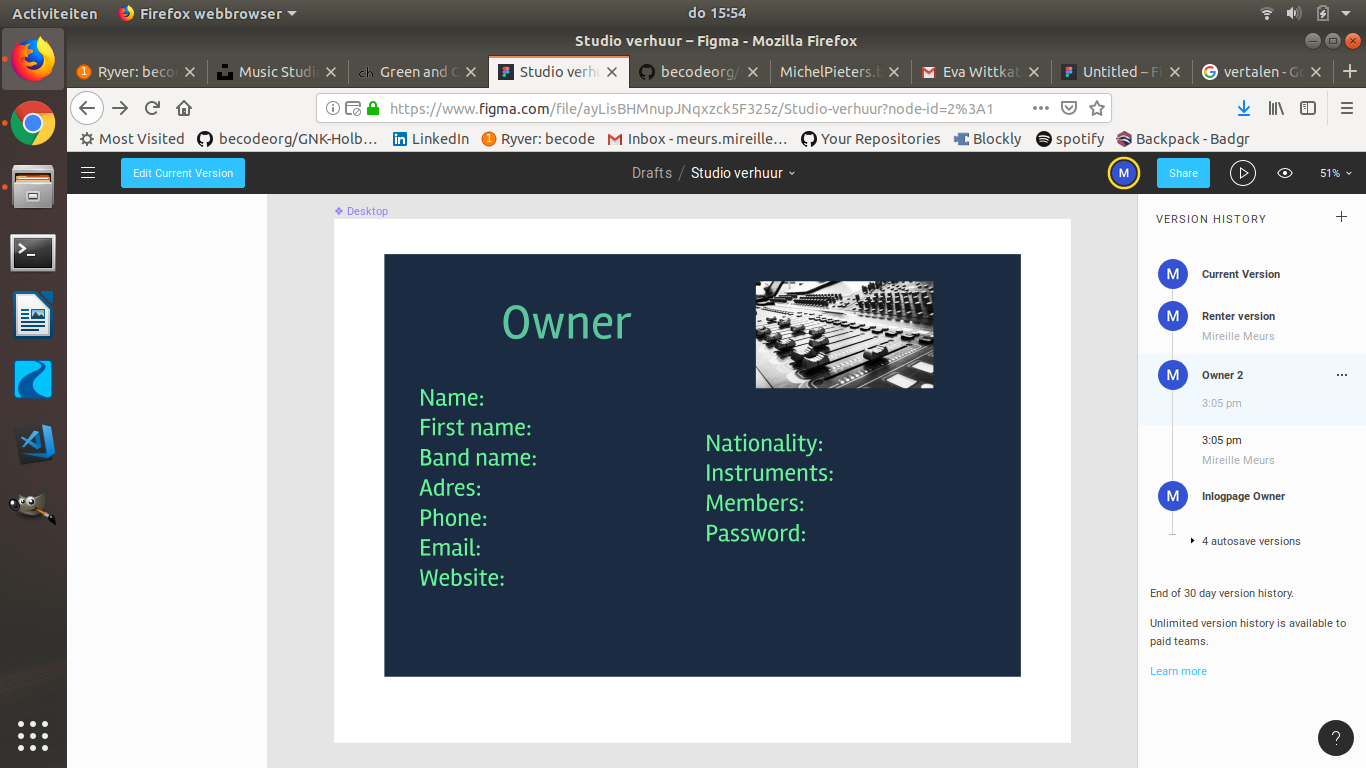 Activiteiten Firefox webbrowser do 15:54
Studio verhuur – Figma - Mozilla Firefox
Ryver: beco Music Studi Green and Studio verh becodeorg/ MichelPieters. Eva Wittkat Untitled – F vertalen - Go
https://www.figma.com/file/ayLisBHMnupJNqxzck5F325z/Studio-verhuur?node-id=2%3A1
Most Visited becodeorg/GNK-Holb… LinkedIn Ryver: becode Inbox - meurs.mireille… Your Repositories Blockly spotify Backpack - Badgr
Edit Current Version Drafts / Studio verhuur M Share 51%
Desktop
Owner
Name:
First name:
Band name:
Adres:
Phone:
Email:
Website:
Nationality:
Instruments:
Members:
Password:
VERSION HISTORY
M Current Version
M Renter version
Mireille Meurs
M Owner 2
3:05 pm
3:05 pm
Mireille Meurs
M Inlogpage Owner
4 autosave versions
End of 30 day version history.
Unlimited version history is available to
paid teams.
Learn more
?